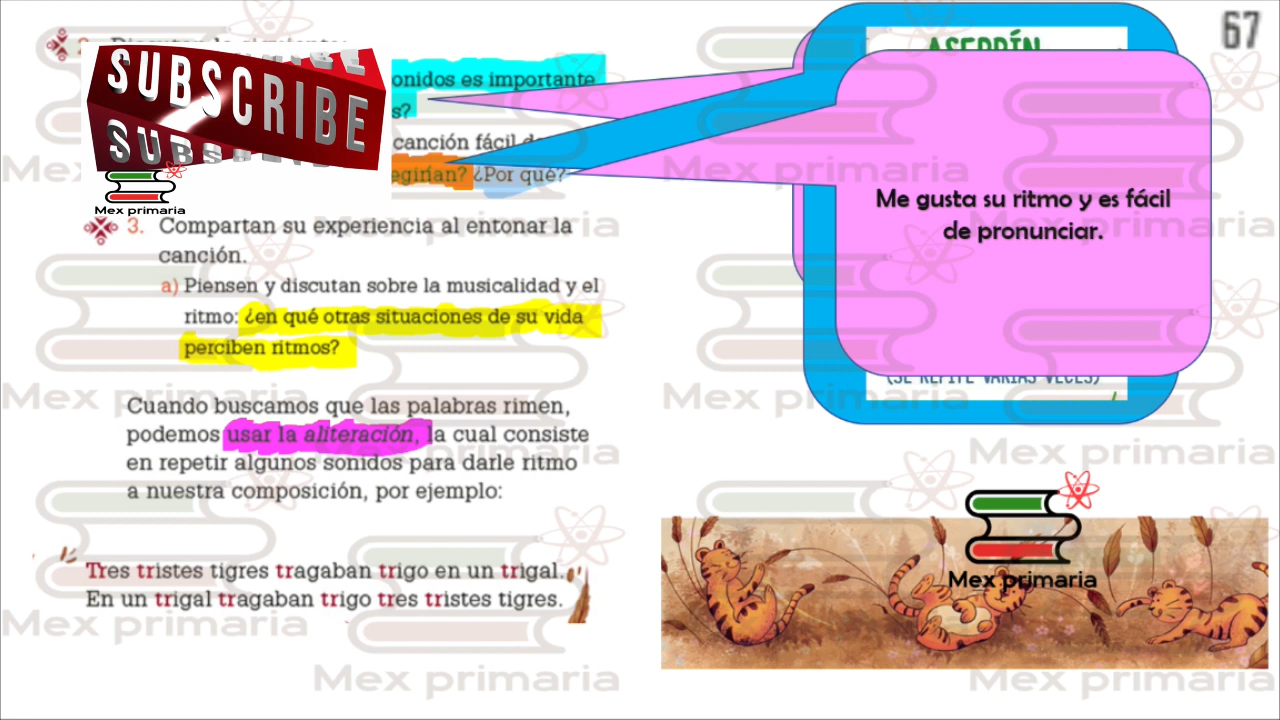 67
SUBSCRIBE
SUBSCRIBE
Mex primaria
sonidos es importante
canción fácil
¿Por qué?
ASERRÍN
Me gusta su ritmo y es fácil
de pronunciar.
(SE REPITE VARIAS VECES)
3. Compartan su experiencia al entonar la
canción.
a) Piensen y discutan sobre la musicalidad y el
ritmo: ¿en qué otras situaciones de su vida
perciben ritmos?
Cuando buscamos que las palabras rimen,
podemos usar la aliteración, la cual consiste
en repetir algunos sonidos para darle ritmo
a nuestra composición, por ejemplo:
Tres tristes tigres tragaban trigo en un trigal.
En un trigal tragaban trigo tres tristes tigres.
Mex primaria